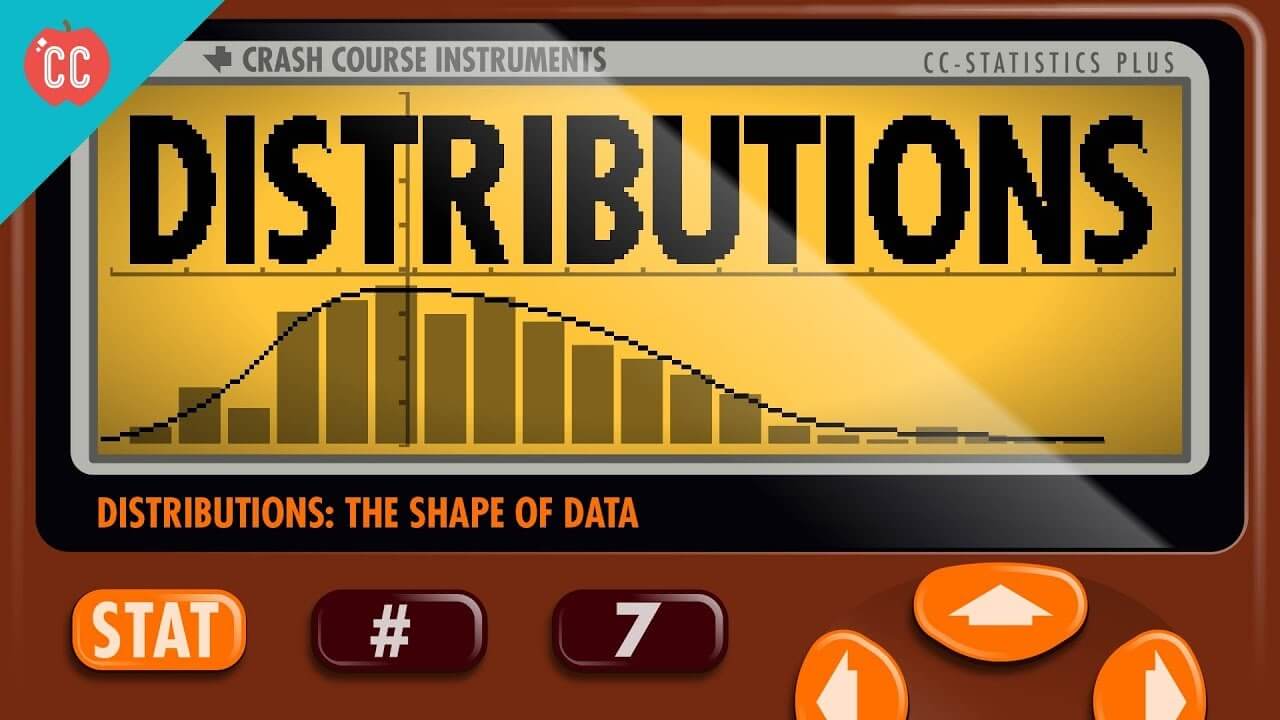 CC
CRASH COURSE INSTRUMENTS
CC-STATISTICS PLUS
DISTRIBUTIONS
DISTRIBUTIONS: THE SHAPE OF DATA
STAT
#
7